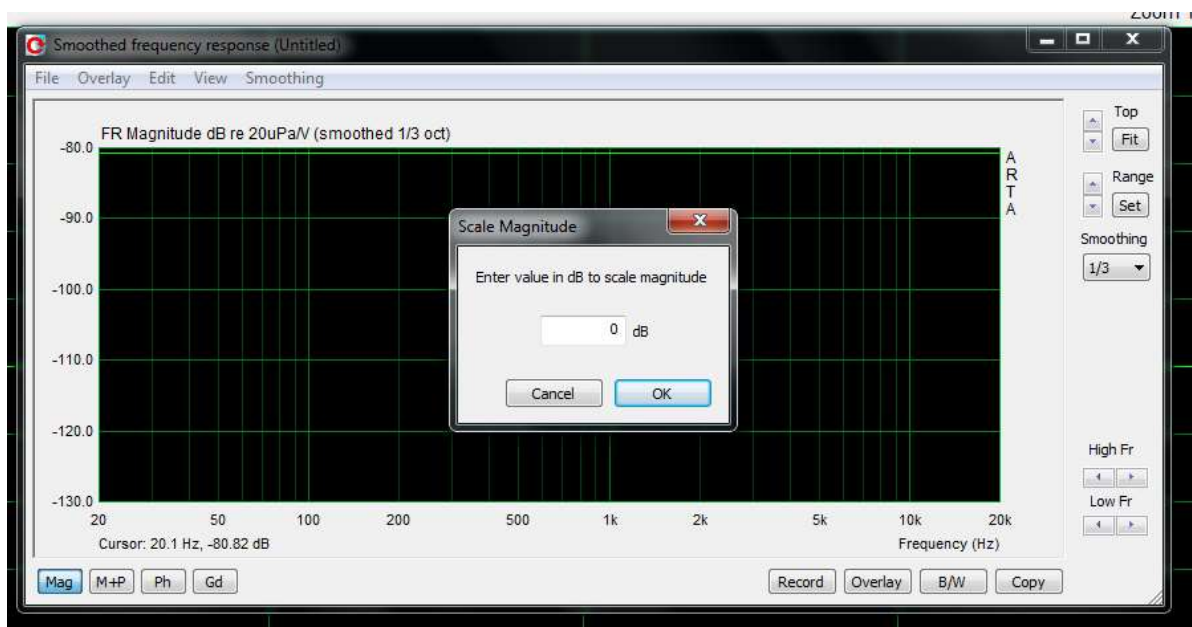 Zoom
Smoothed frequency response (Untitled)
File Overlay Edit View Smoothing
FR Magnitude dB re 20uPa/V (smoothed 1/3 oct)
-80.0
-90.0
-100.0
-110.0
-120.0
-130.0
20 50 100 200 500 1k 2k 5k 10k 20k
Cursor: 20.1 Hz, -80.82 dB
Frequency (Hz)
A
R
T
A
Scale Magnitude
Enter value in dB to scale magnitude
0 dB
Cancel OK
Top
Fit
Range
Set
Smoothing
1/3
High Fr
Low Fr
Mag M+P Ph Gd
Record Overlay B/W Copy